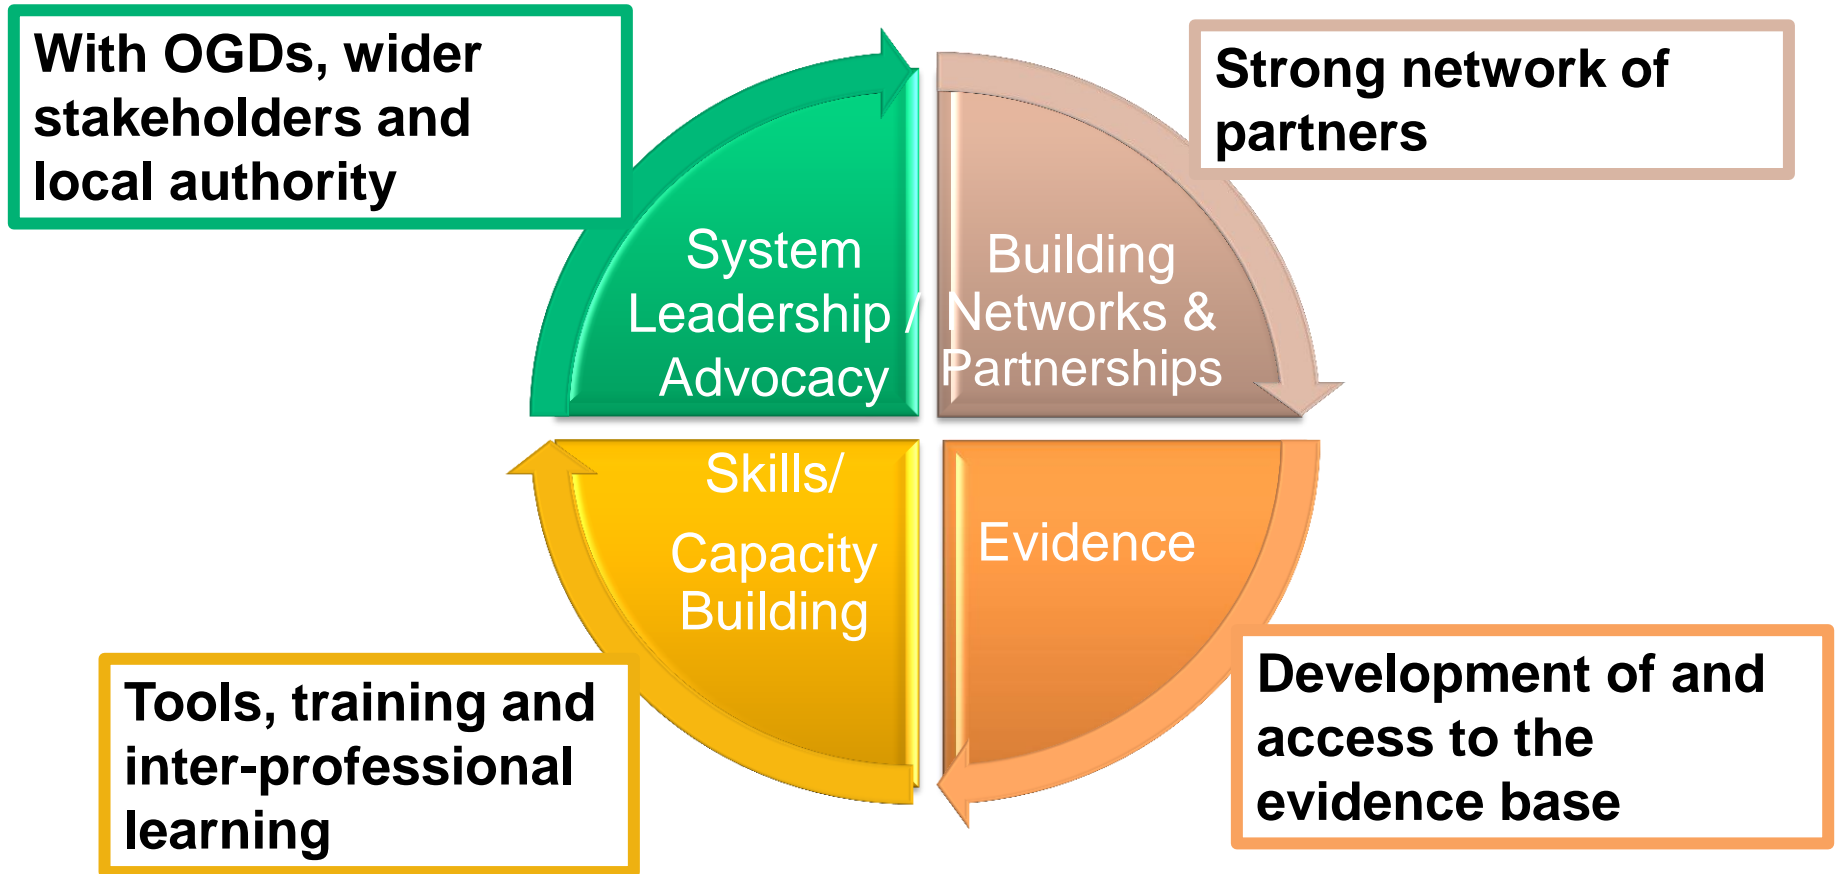 With OGDs, wider
stakeholders and
local authority
Strong network of
partners
System
Leadership /
Advocacy
Building
Networks &
Partnerships
Skills/
Capacity
Building
Evidence
Tools, training and
inter-professional
learning
Development of and
access to the
evidence base